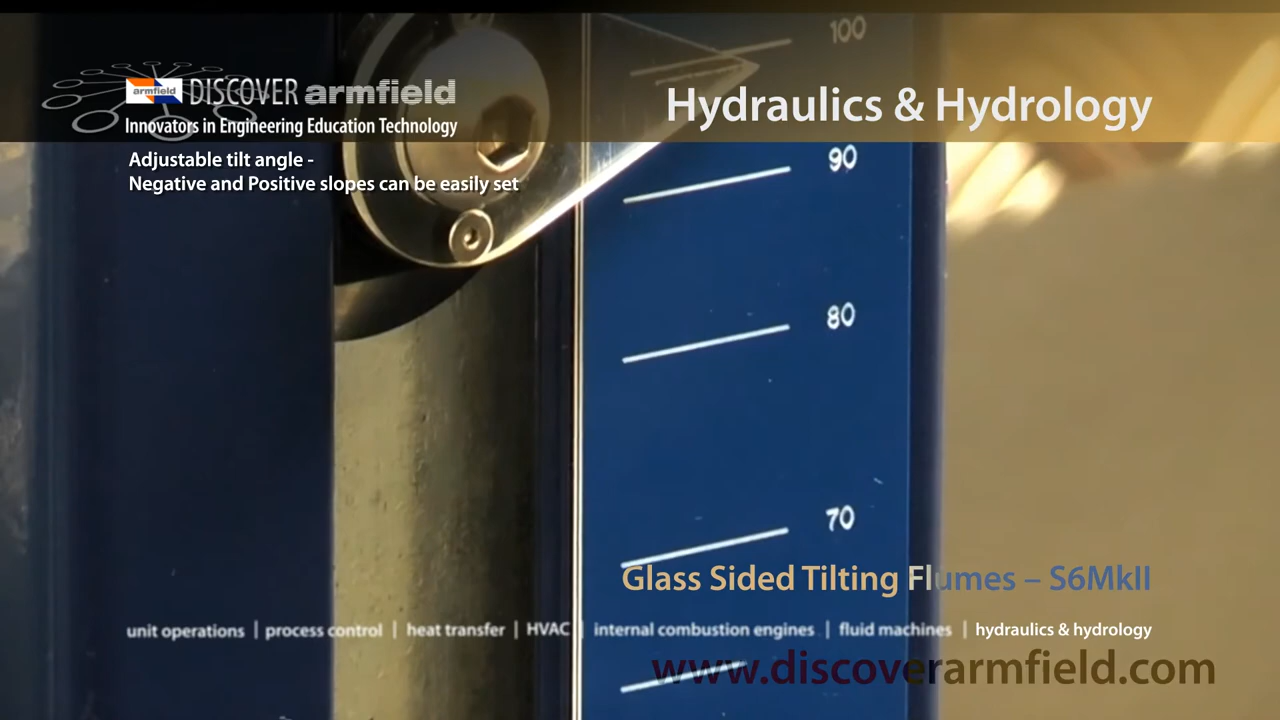 100
armfield DISCOVER armfield
Innovators in Engineering Education Technology
Hydraulics & Hydrology
Adjustable tilt angle -
Negative and Positive slopes can be easily set
90
80
70
Glass Sided Tilting Flumes – S6MkII
unit operations | process control | heat transfer | HVAC | internal combustion engines | fluid machines | hydraulics & hydrology
www.discoverarmfield.com